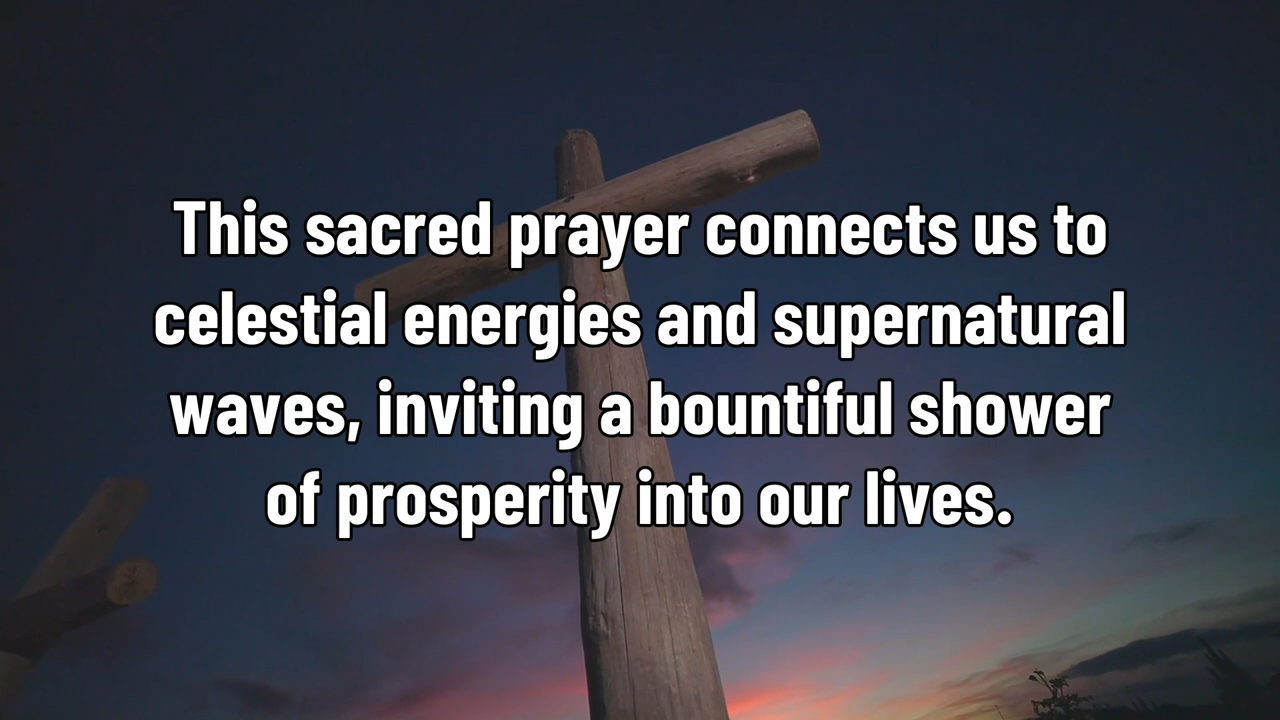 This sacred prayer connects us to
celestial energies and supernatural
waves, inviting a bountiful shower
of prosperity into our lives.